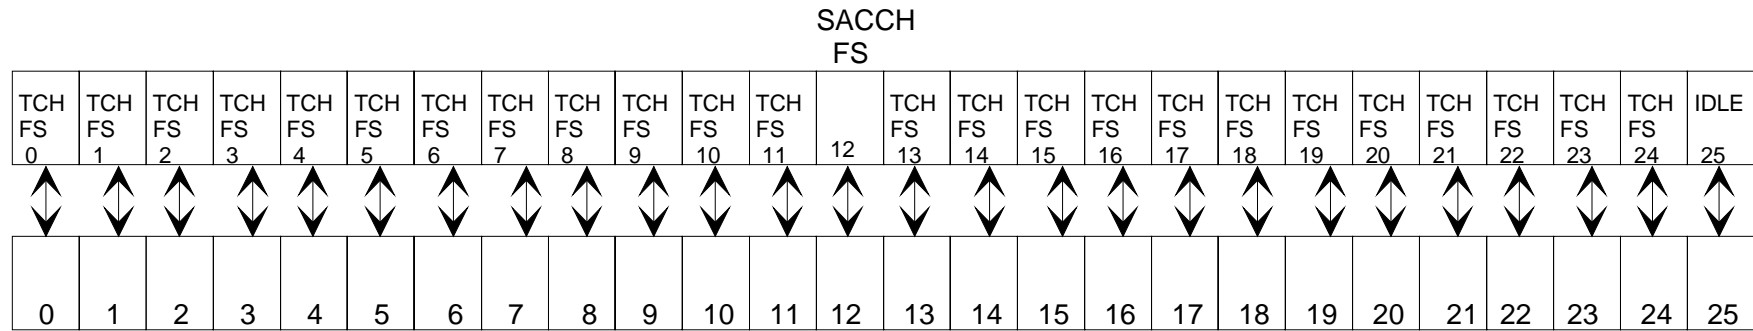 SACCH
FS
TCH TCH TCH TCH TCH TCH TCH TCH TCH TCH TCH TCH TCH TCH TCH TCH TCH TCH TCH TCH TCH TCH TCH TCH IDLE
FS FS FS FS FS FS FS FS FS FS FS FS FS FS FS FS FS FS FS FS FS FS FS FS
0 1 2 3 4 5 6 7 8 9 10 11 12 13 14 15 16 17 18 19 20 21 22 23 24 25
0 1 2 3 4 5 6 7 8 9 10 11 12 13 14 15 16 17 18 19 20 21 22 23 24 25